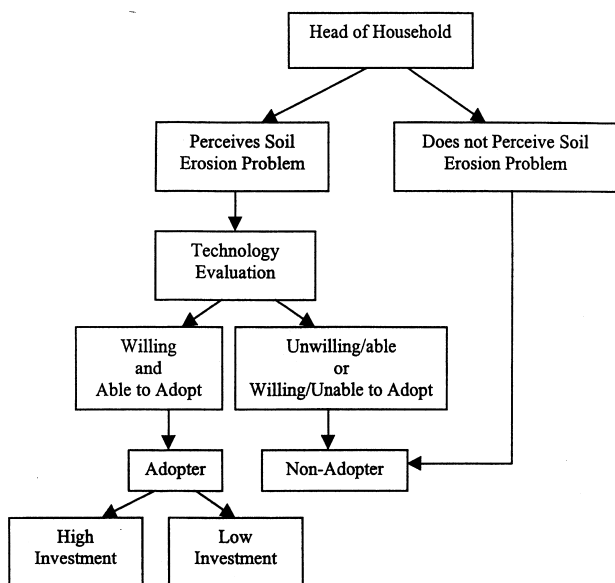 Head of Household
Perceives Soil
Erosion Problem
Does not Perceive Soil
Erosion Problem
Technology
Evaluation
Willing
and
Able to Adopt
Unwilling/able
or
Willing/Unable to Adopt
Adopter
Non-Adopter
High
Investment
Low
Investment